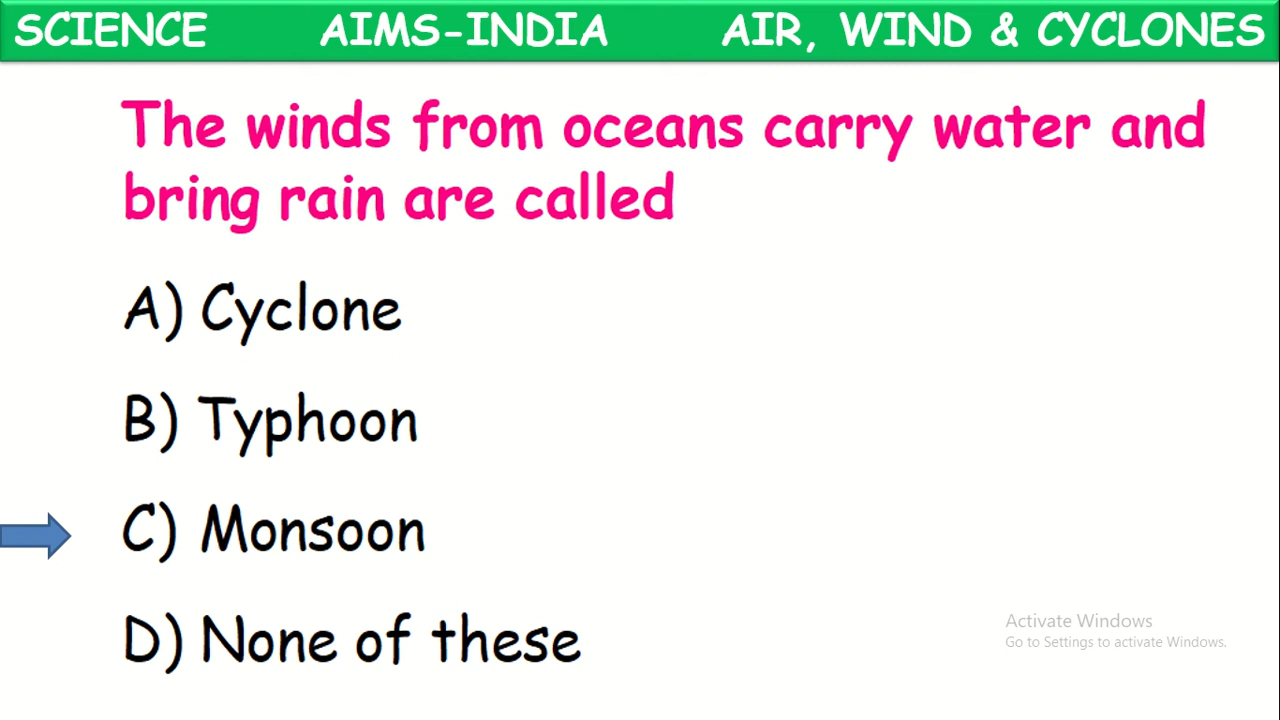 SCIENCE AIMS-INDIA AIR, WIND & CYCLONES
The winds from oceans carry water and
bring rain are called
A) Cyclone
B) Typhoon
C) Monsoon
D) None of these
Activate Windows
Go to Settings to activate Windows.